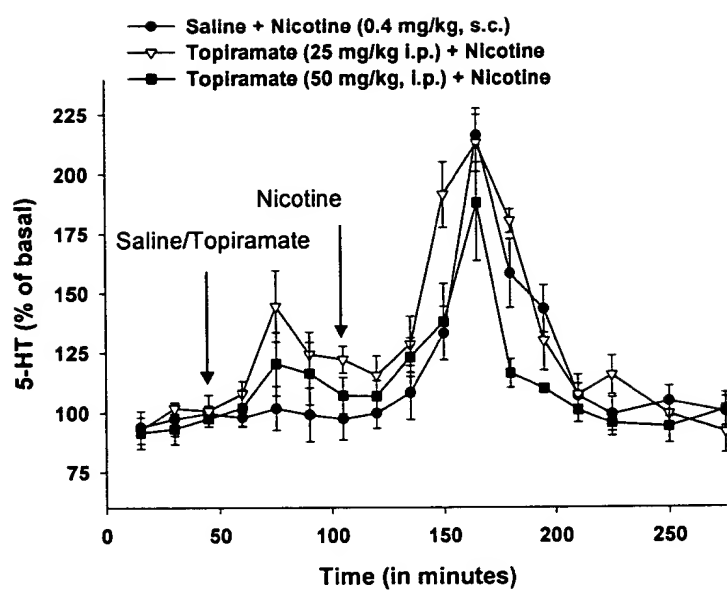 Saline + Nicotine (0.4 mg/kg, s.c.)
Topiramate (25 mg/kg i.p.) + Nicotine
Topiramate (50 mg/kg, i.p.) + Nicotine
225
200
175
150
125
100
75
5-HT (% of basal)
Nicotine
Saline/Topiramate
0 50 100 150 200 250
Time (in minutes)